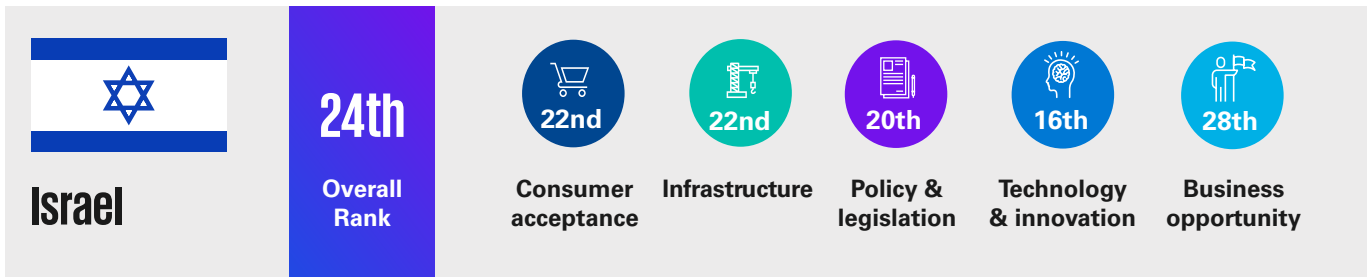 Israel
24th
Overall
Rank
22nd
Consumer
acceptance
22nd
Infrastructure
20th
Policy &
legislation
16th
Technology
& innovation
28th
Business
opportunity